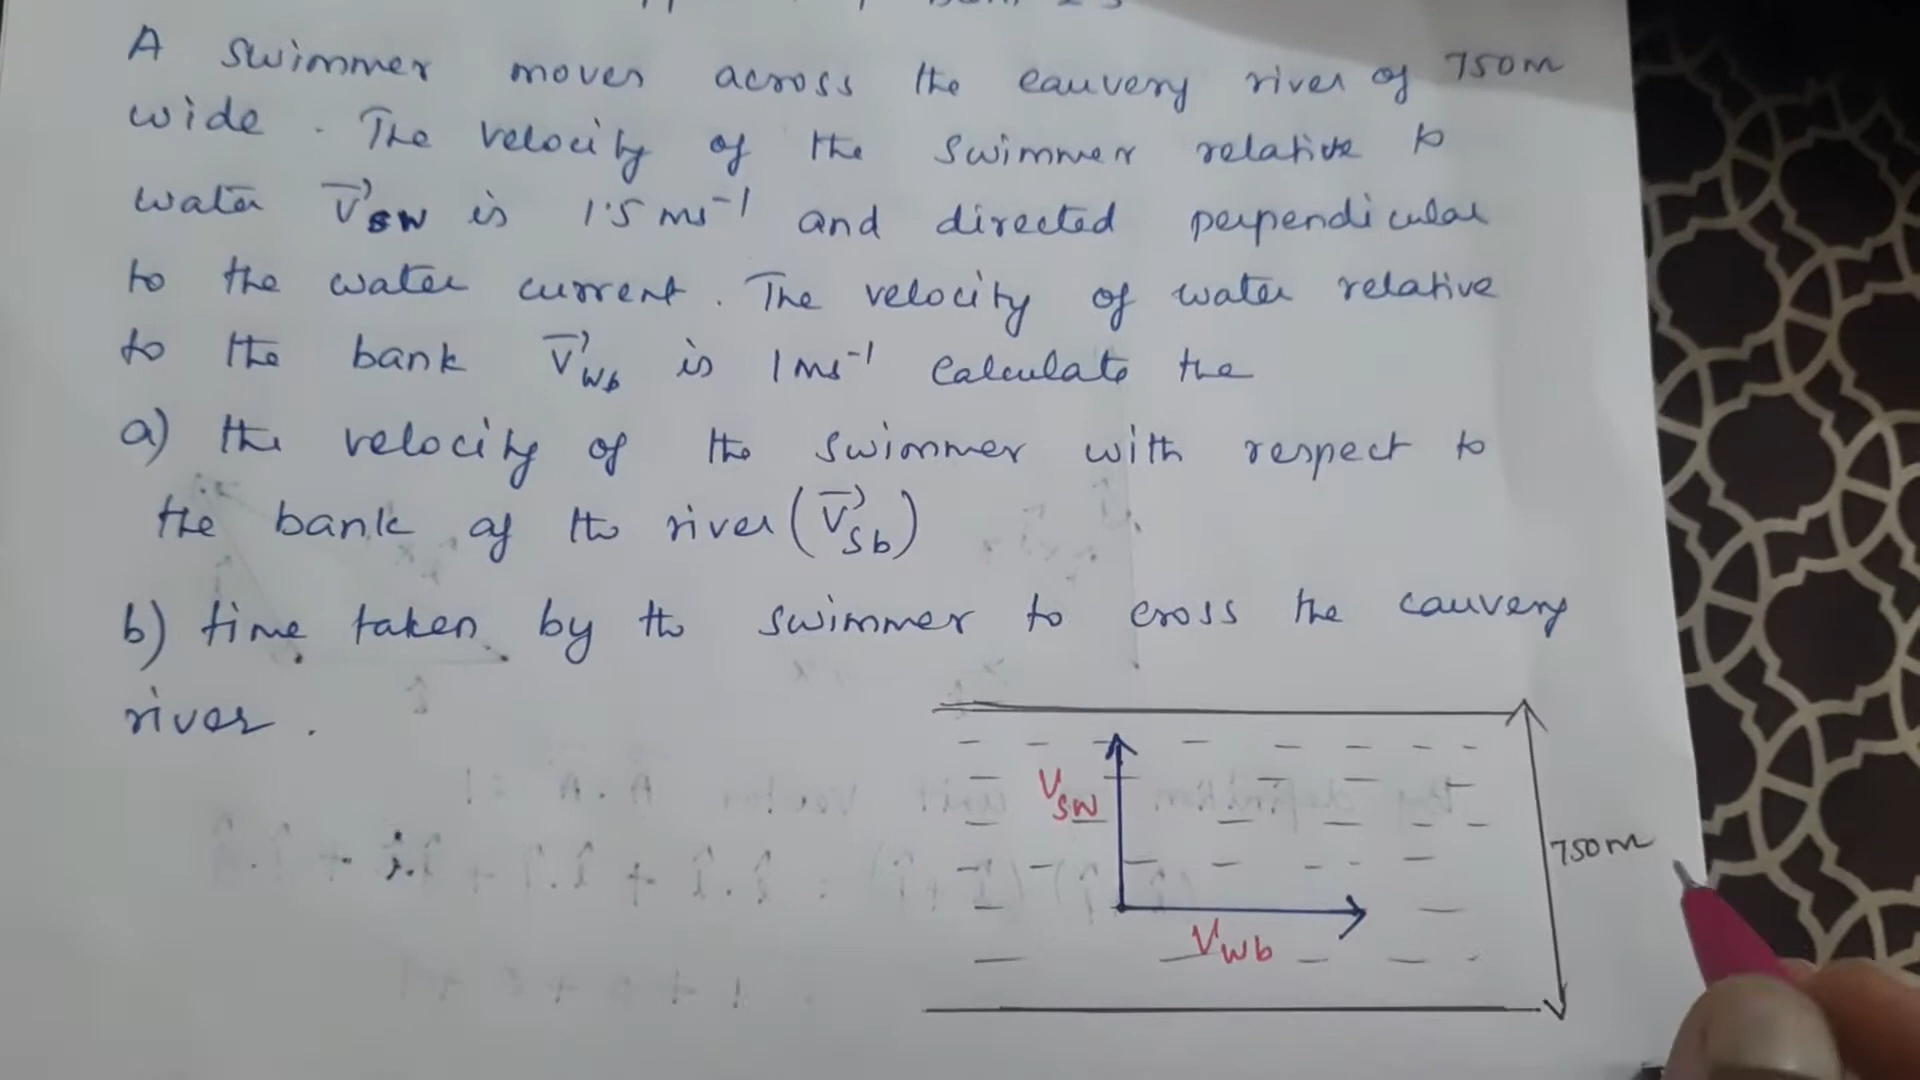 A swimmer moves across the cauvery river of 750m
wide. The velocity of the swimmer relative to
water V⃗sw is 1.5 ms⁻¹ and directed perpendicular
to the water current. The velocity of water relative
to the bank V⃗wb is 1 ms⁻¹ calculate the
a) the velocity of the swimmer with respect to
the bank of the river (V⃗sb)
b) time taken by the swimmer to cross the cauvery
river.
Vsw
750m
Vwb